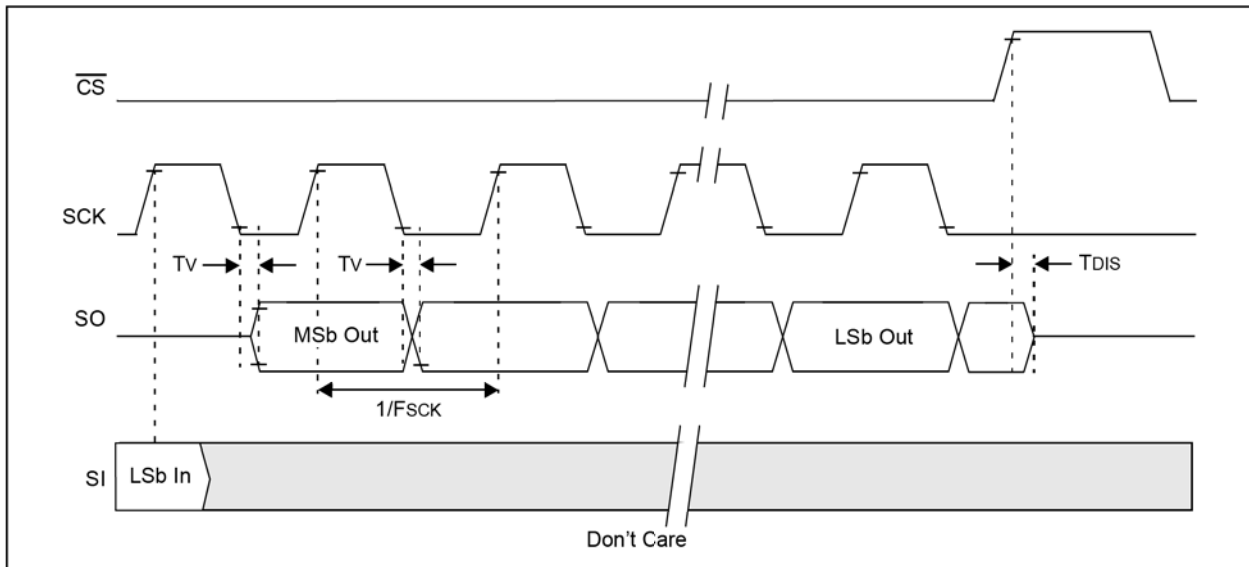 CS
SCK
TV
TV
TDIS
SO
MSb Out
LSb Out
1/FSCK
SI
LSb In
Don't Care